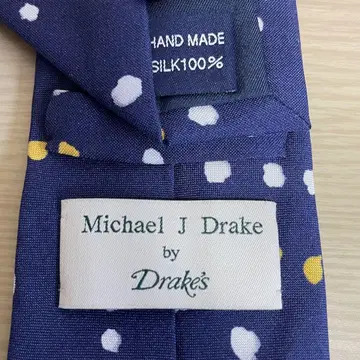 HAND MADE
SILK100%
Michael J Drake
by
Drake's